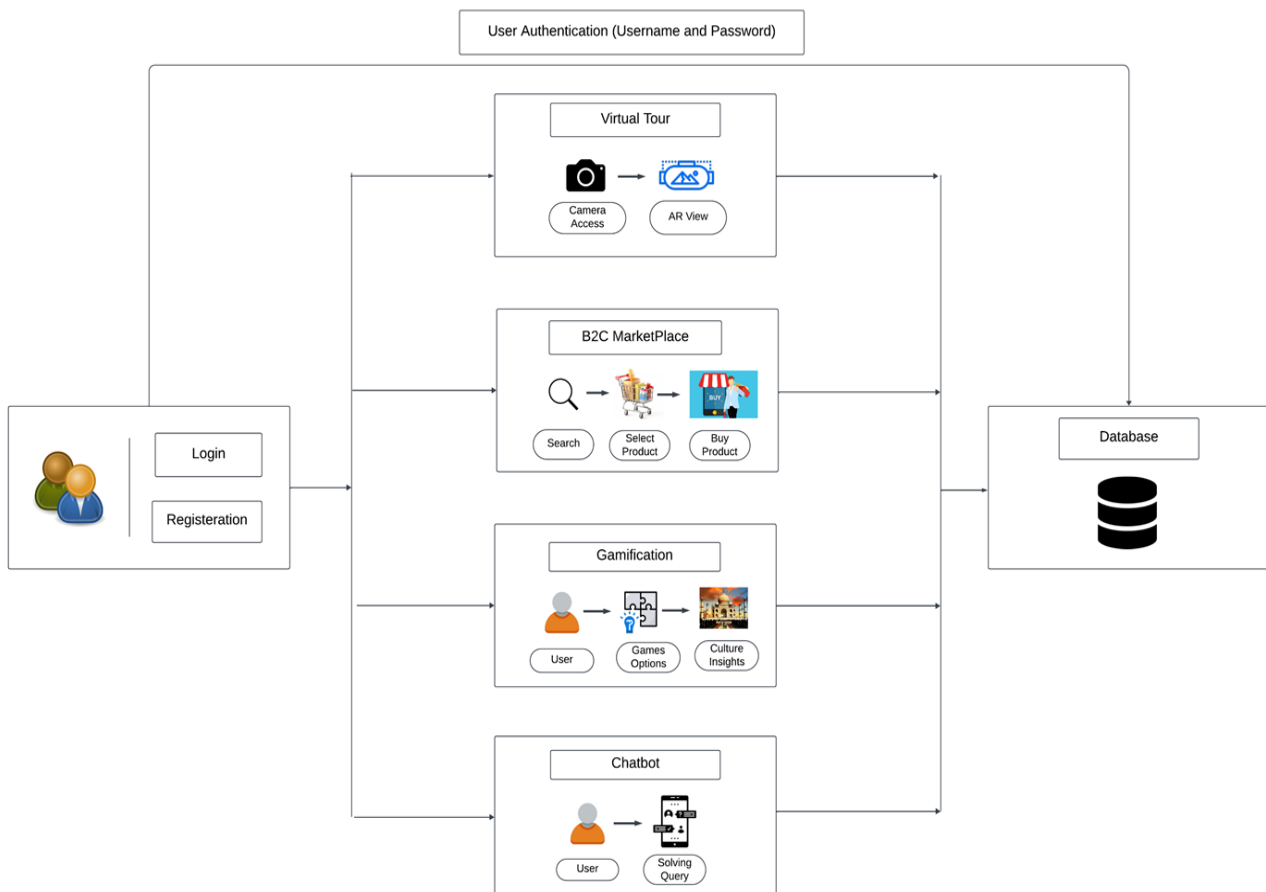 User Authentication (Username and Password)
Virtual Tour
Camera
Access
AR View
B2C MarketPlace
BUY
Search
Select
Product
Buy
Product
Login
Registeration
Database
Gamification
User
Games
Options
Culture
Insights
Chatbot
User
Solving
Query